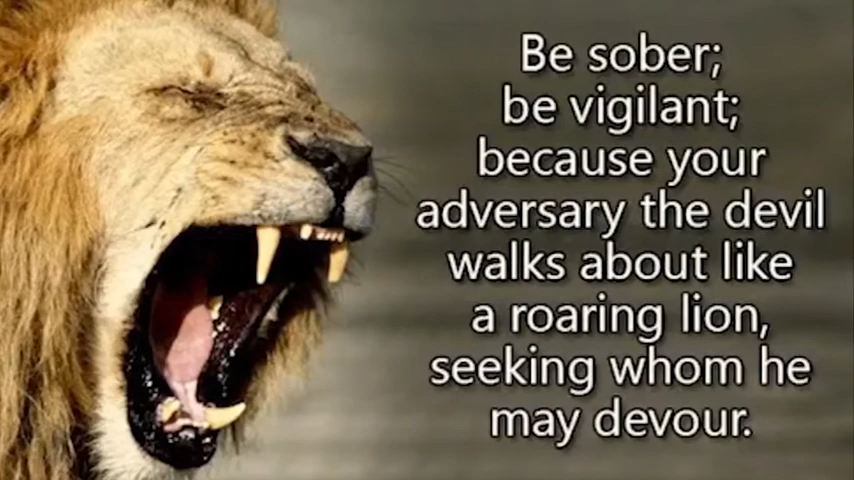 Be sober;
be vigilant;
because your
adversary the devil
walks about like
a roaring lion,
seeking whom he
may devour.